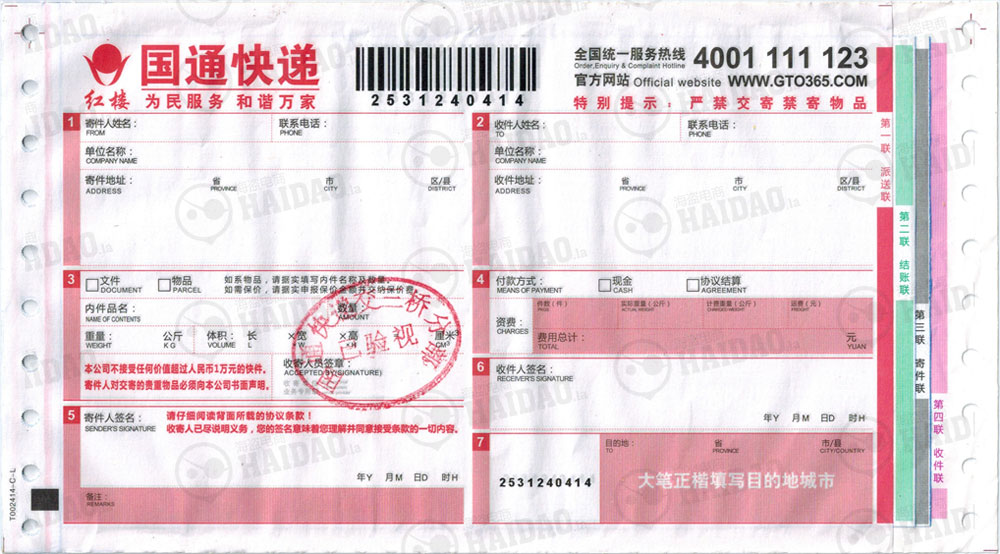 国通快递
红楼 为民服务 和谐万家
2531240414
全国统一服务热线 4001 111 123
Order,Enquiry & Complaint Hotline
官方网站 Official website WWW.GTO365.COM
特别提示：严禁交寄禁寄物品
1 寄件人姓名： 联系电话：
FROM PHONE
单位名称：
COMPANY NAME
寄件地址： 省 市 区/县
ADDRESS PROVINCE CITY DISTRICT
2 收件人姓名： 联系电话：
TO PHONE
单位名称：
COMPANY NAME
收件地址： 省 市 区/县
ADDRESS PROVINCE CITY DISTRICT
3 文件 物品 如系物品，请据实填写内件名称及数量，
DOCUMENT PARCEL 如需保价，请据实申报保价金额并交纳保价费。
内件品名： 数量：
NAME OF CONTENTS AMOUNT
重量： 公斤 体积： 长 ×宽 ×高 厘米³
WEIGHT KG VOLUME L ×W ×H CM³
本公司不接受任何价值超过人民币1万元的快件。
寄件人对交寄的贵重物品必须向本公司书面声明。
收寄人员签章：
ACCEPTED BY(SIGNATURE)
4 付款方式： 现金 协议结算
MEANS OF PAYMENT CASH AGREEMENT
件数（件） 实际重量（公斤） 计费重量（公斤） 运费（元）
资费：
CHARGES
费用总计： 元
TOTAL YUAN
5 寄件人签名： 请仔细阅读背面所载的协议条款！
SENDER'S SIGNATURE 收寄人已尽说明义务，您的签名意味着您理解并同意接受条款的一切内容。
年Y 月M 日D 时H
备注：
REMARKS
6 收件人签名：
RECEIVER'S SIGNATURE
年Y 月M 日D 时H
7 目的地： 省 市/县
TO PROVINCE CITY/COUNTRY
2531240414
大笔正楷填写目的地城市
第一联 派送联
第二联 结账联
第三联 寄件联
第四联 收件联
T002414-C-L
验视
海盗电商
HAIDAO.la